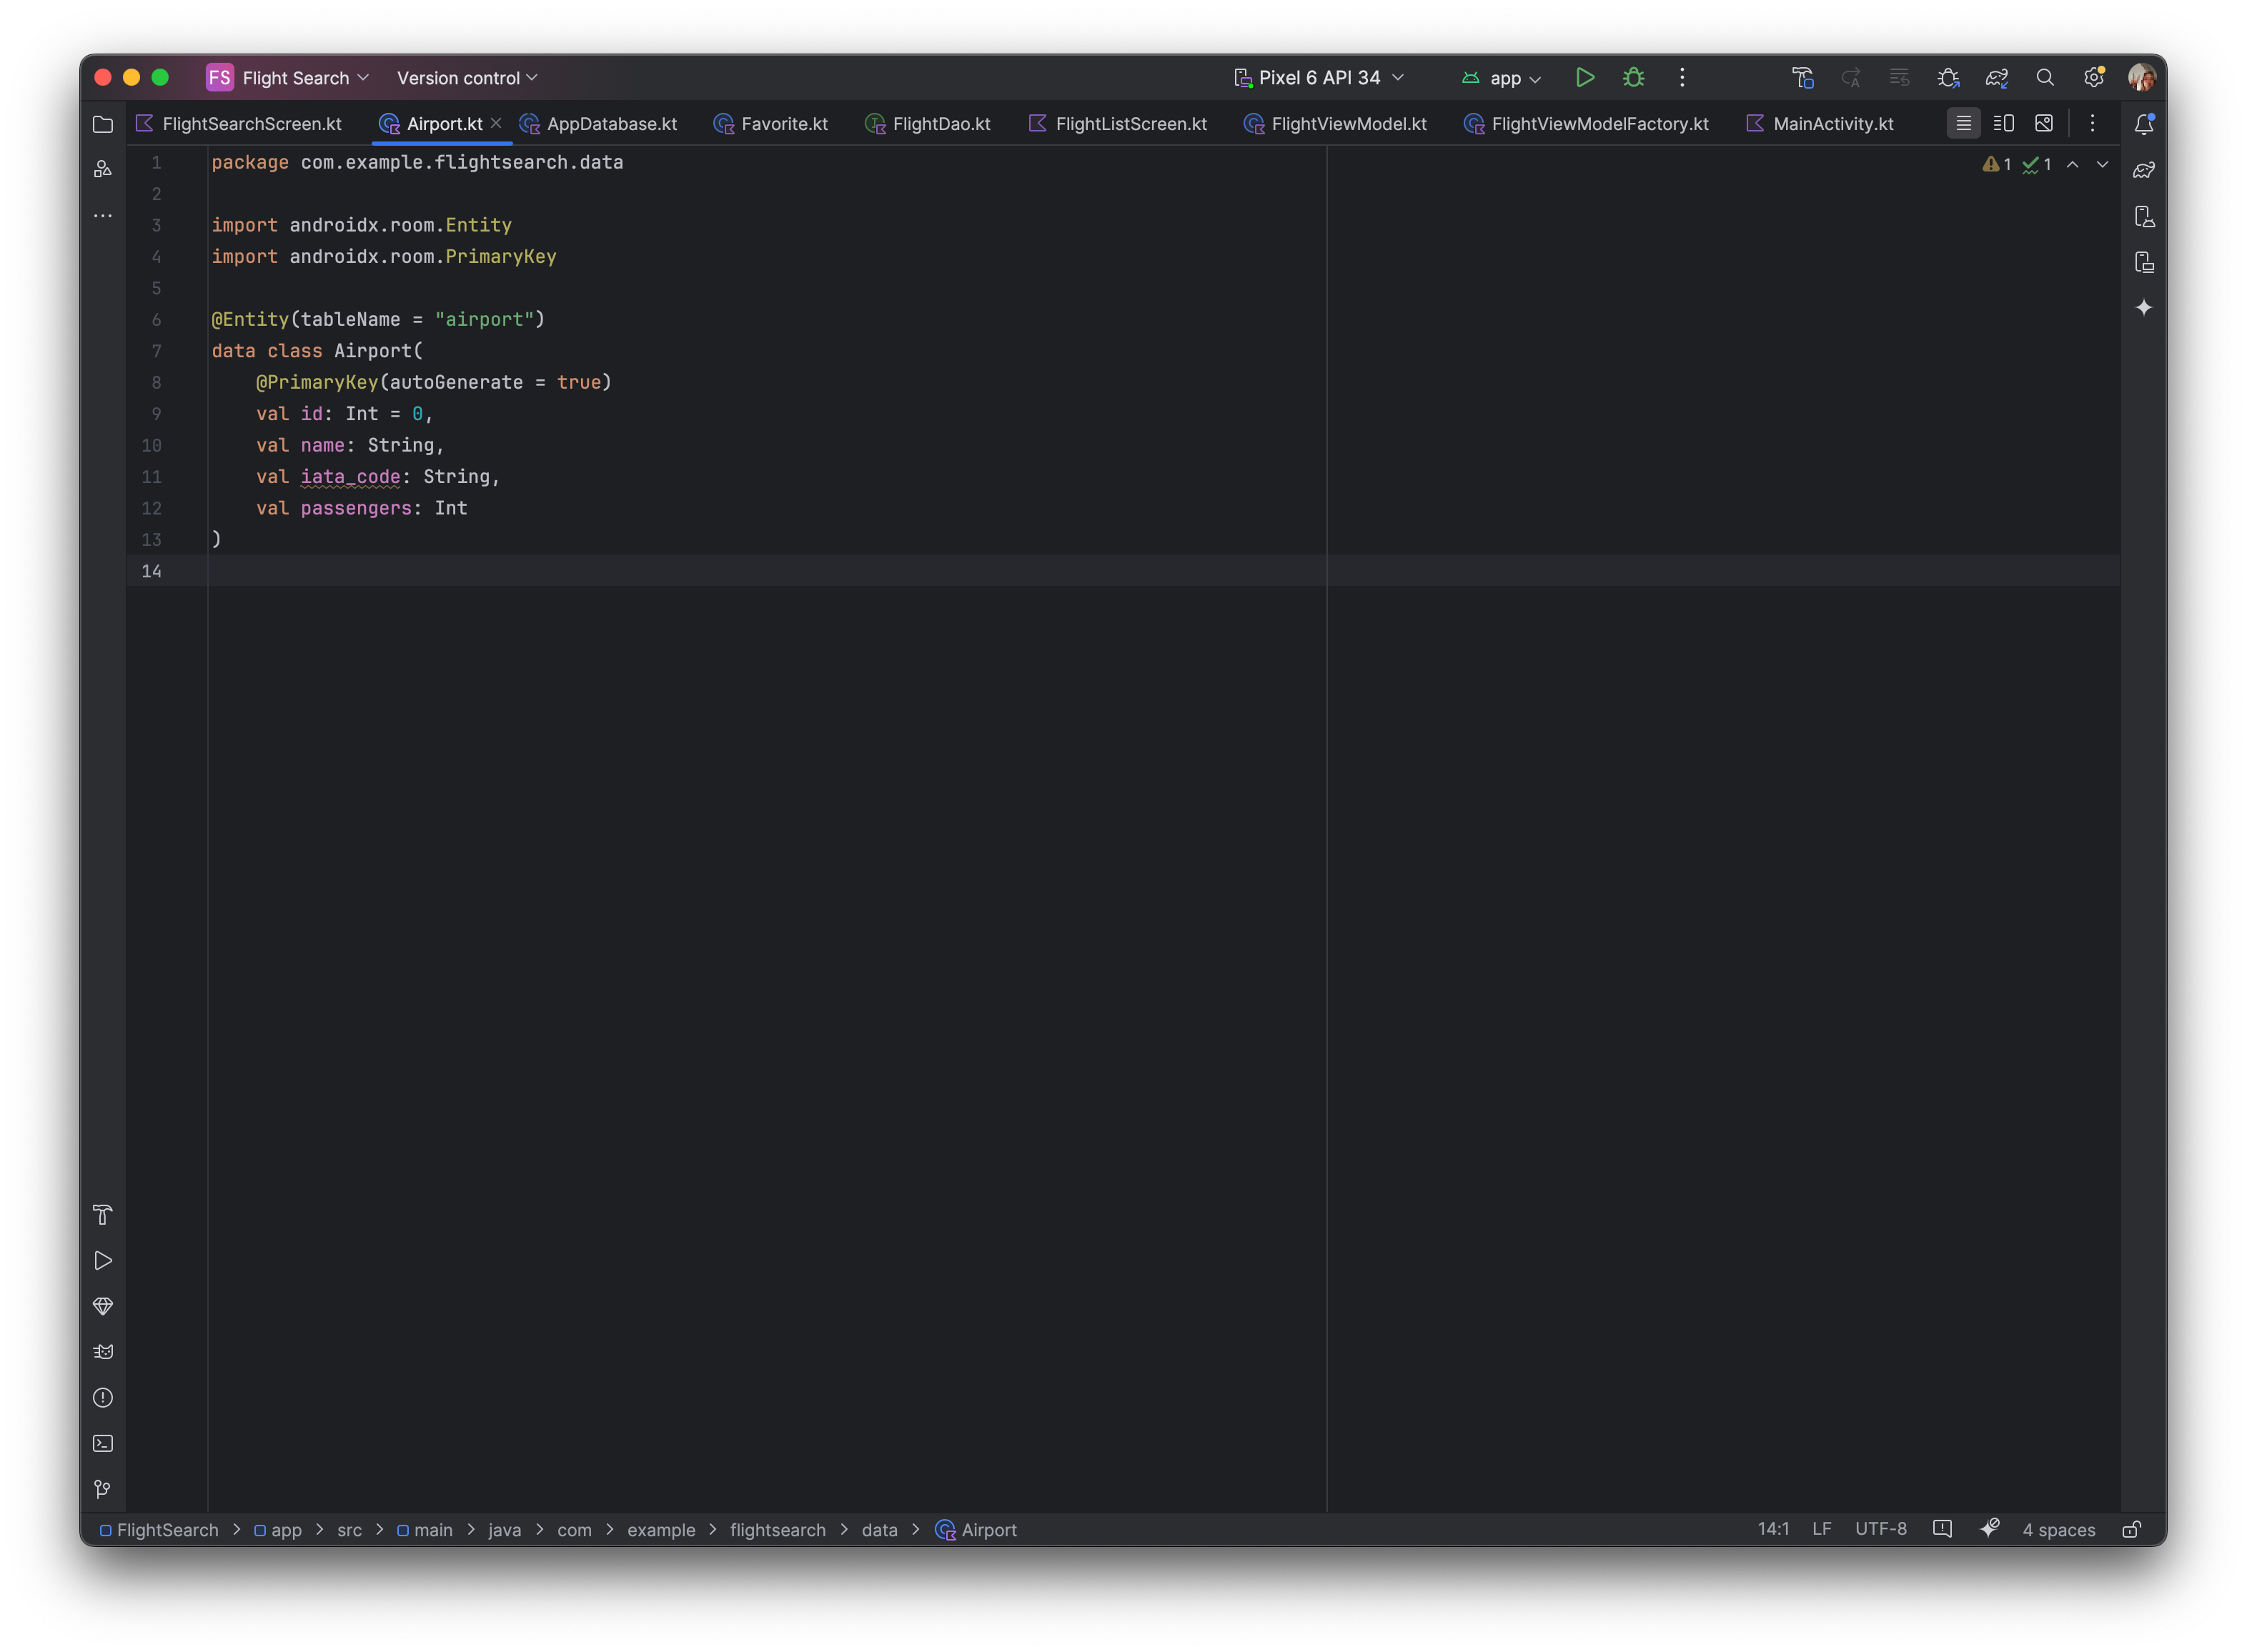 FS Flight Search Version control Pixel 6 API 34 app
FlightSearchScreen.kt Airport.kt AppDatabase.kt Favorite.kt FlightDao.kt FlightListScreen.kt FlightViewModel.kt FlightViewModelFactory.kt MainActivity.kt
1 package com.example.flightsearch.data 1 1
2
3 import androidx.room.Entity
4 import androidx.room.PrimaryKey
5
6 @Entity(tableName = "airport")
7 data class Airport(
8 @PrimaryKey(autoGenerate = true)
9 val id: Int = 0,
10 val name: String,
11 val iata_code: String,
12 val passengers: Int
13 )
14
FlightSearch > app > src > main > java > com > example > flightsearch > data > Airport 14:1 LF UTF-8 4 spaces